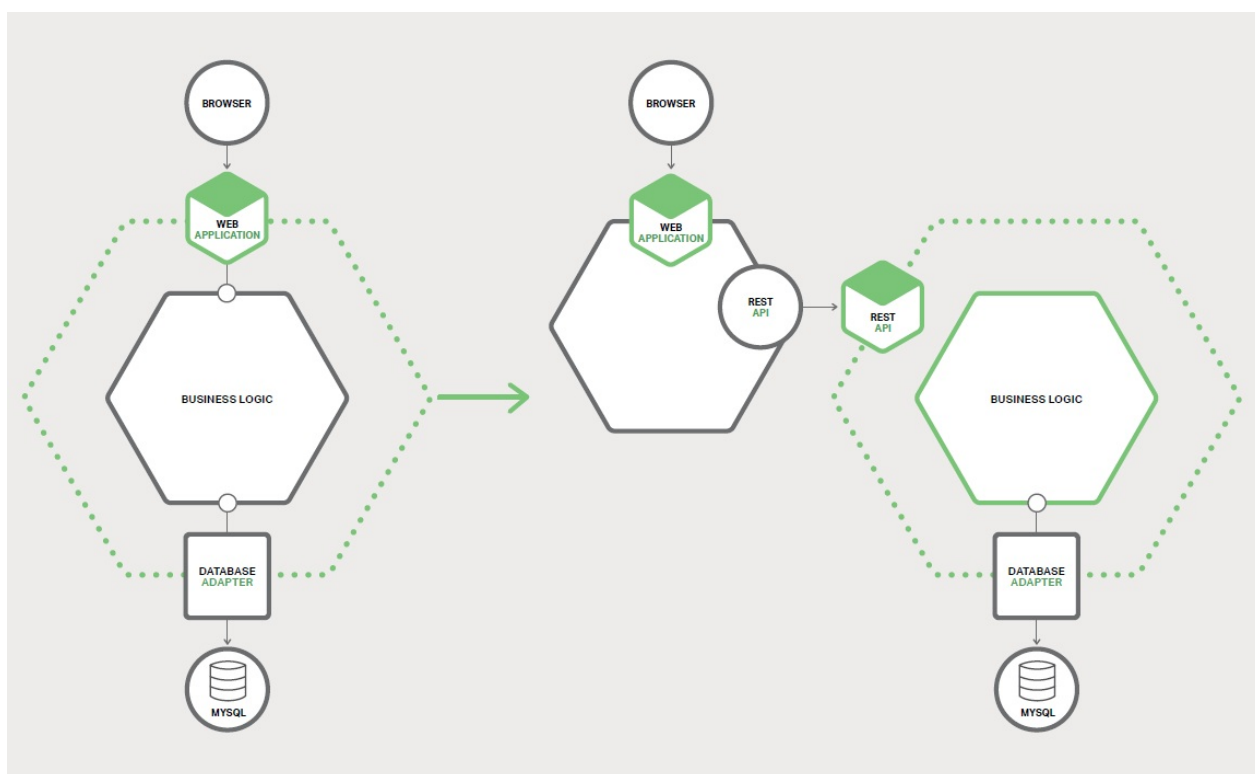 BROWSER
WEB
APPLICATION
BUSINESS LOGIC
DATABASE
ADAPTER
MYSQL
BROWSER
WEB
APPLICATION
REST
API
REST
API
BUSINESS LOGIC
DATABASE
ADAPTER
MYSQL